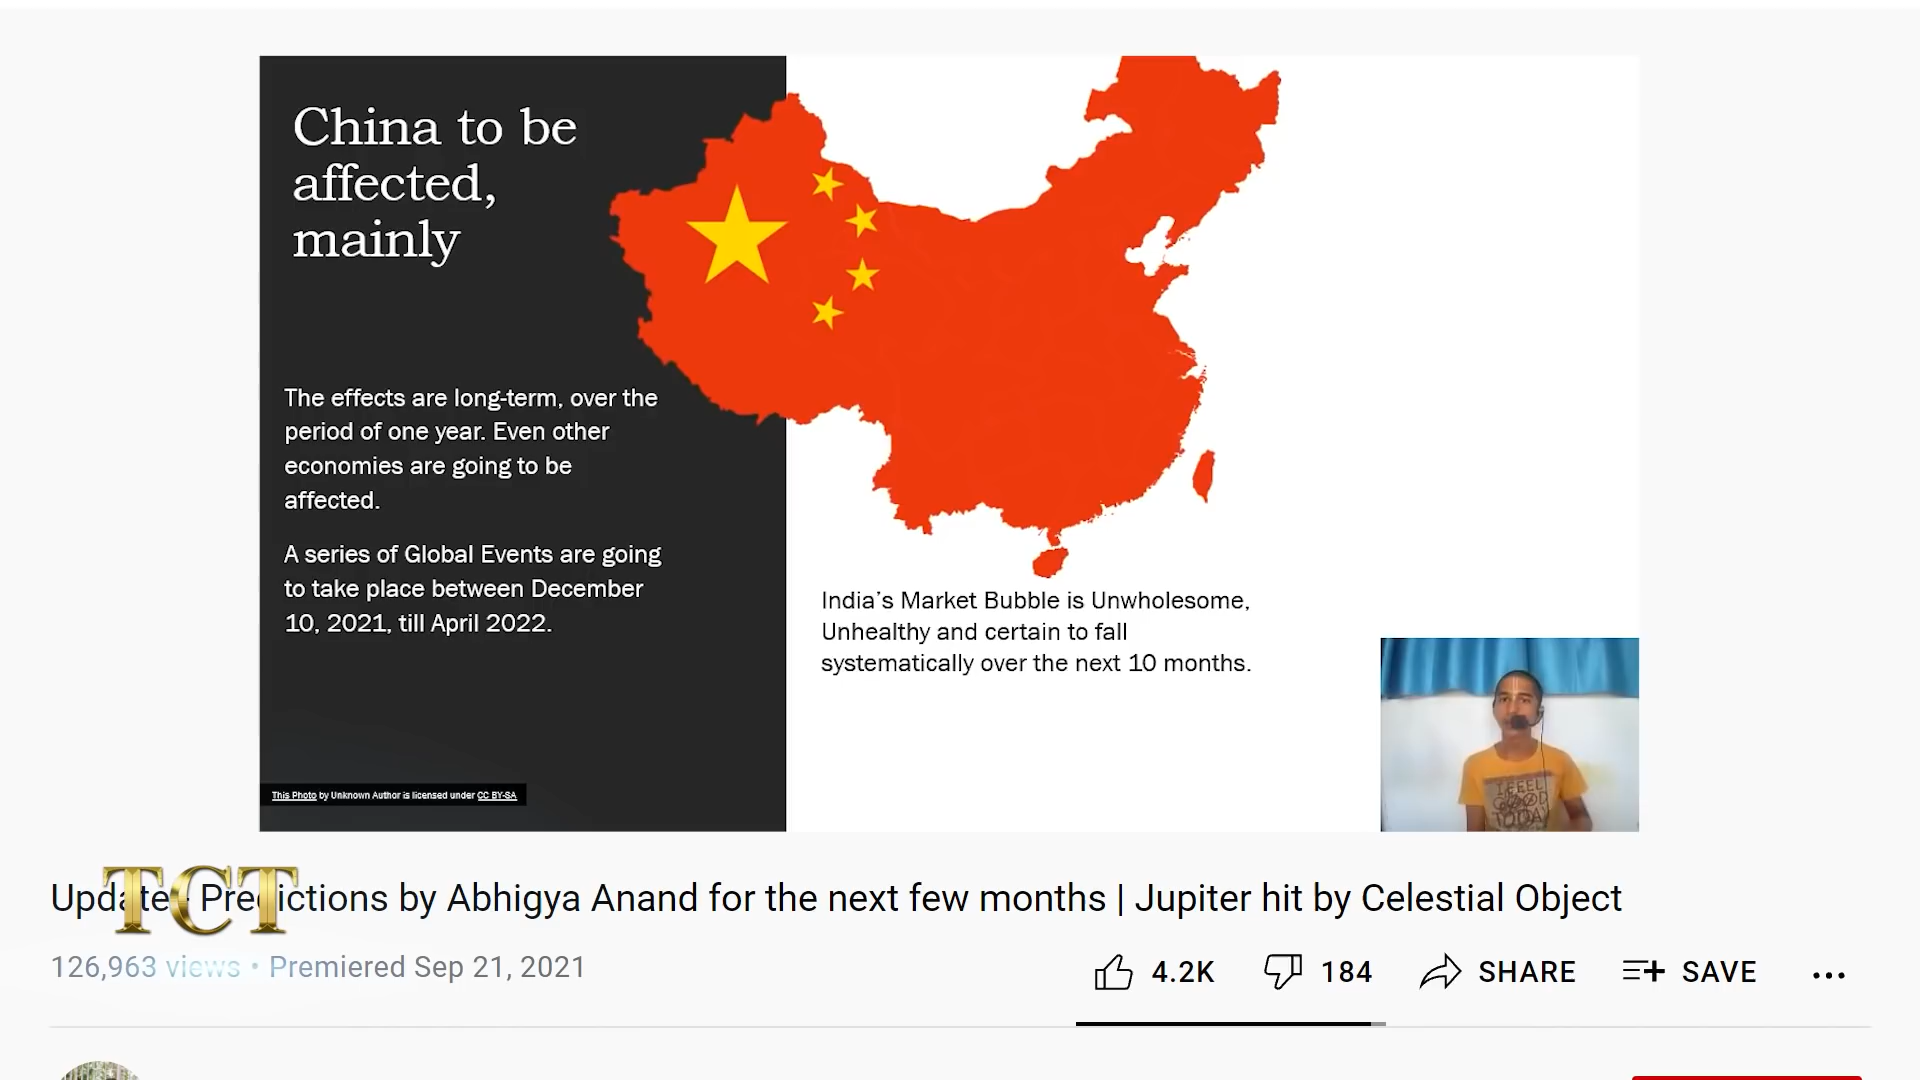 China to be
affected,
mainly
The effects are long-term, over the
period of one year. Even other
economies are going to be
affected.
A series of Global Events are going
to take place between December
10, 2021, till April 2022.
India's Market Bubble is Unwholesome,
Unhealthy and certain to fall
systematically over the next 10 months.
I FEEL
GOOD
TODAY
This Photo by Unknown Author is licensed under CC BY-SA
TCT
Update- Predictions by Abhigya Anand for the next few months | Jupiter hit by Celestial Object
126,963 views • Premiered Sep 21, 2021
4.2K 184 SHARE SAVE